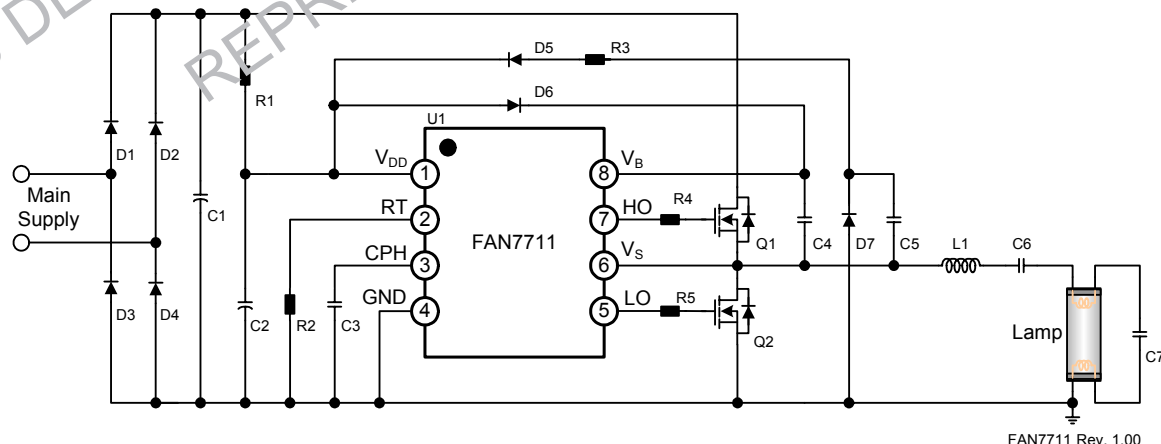 DE
REPR
D5
R3
D6
R1
U1
D1
D2
Main
Supply
C1
VDD
1
8
VB
RT
2
7
HO
R4
FAN7711
CPH
3
6
VS
Q1
C4
D7
C5
L1
C6
GND
4
5
LO
R5
D3
D4
C2
R2
C3
Q2
Lamp
C7
FAN7711 Rev. 1.00